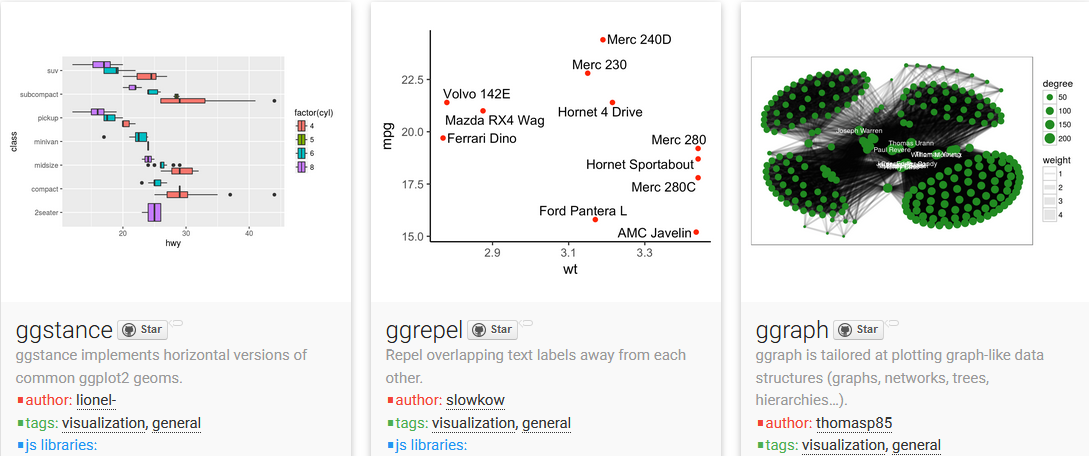 suv
subcompact
pickup
minivan
midsize
compact
2seater
class
20
30
40
hwy
factor(cyl)
4
5
6
8
ggstance Star
ggstance implements horizontal versions of
common ggplot2 geoms.
author: lionel-
tags: visualization, general
js libraries:
Merc 240D
Merc 230
Volvo 142E
Mazda RX4 Wag
Hornet 4 Drive
Ferrari Dino
Merc 280
Hornet Sportabout
Merc 280C
Ford Pantera L
AMC Javelin
22.5
20.0
17.5
15.0
mpg
2.9
3.1
3.3
wt
ggrepel Star
Repel overlapping text labels away from each
other.
author: slowkow
tags: visualization, general
js libraries:
Joseph Warren
Thomas Urann
Paul Revere
degree
50
100
150
200
weight
1
2
3
4
ggraph Star
ggraph is tailored at plotting graph-like data
structures (graphs, networks, trees,
hierarchies...).
author: thomasp85
tags: visualization, general